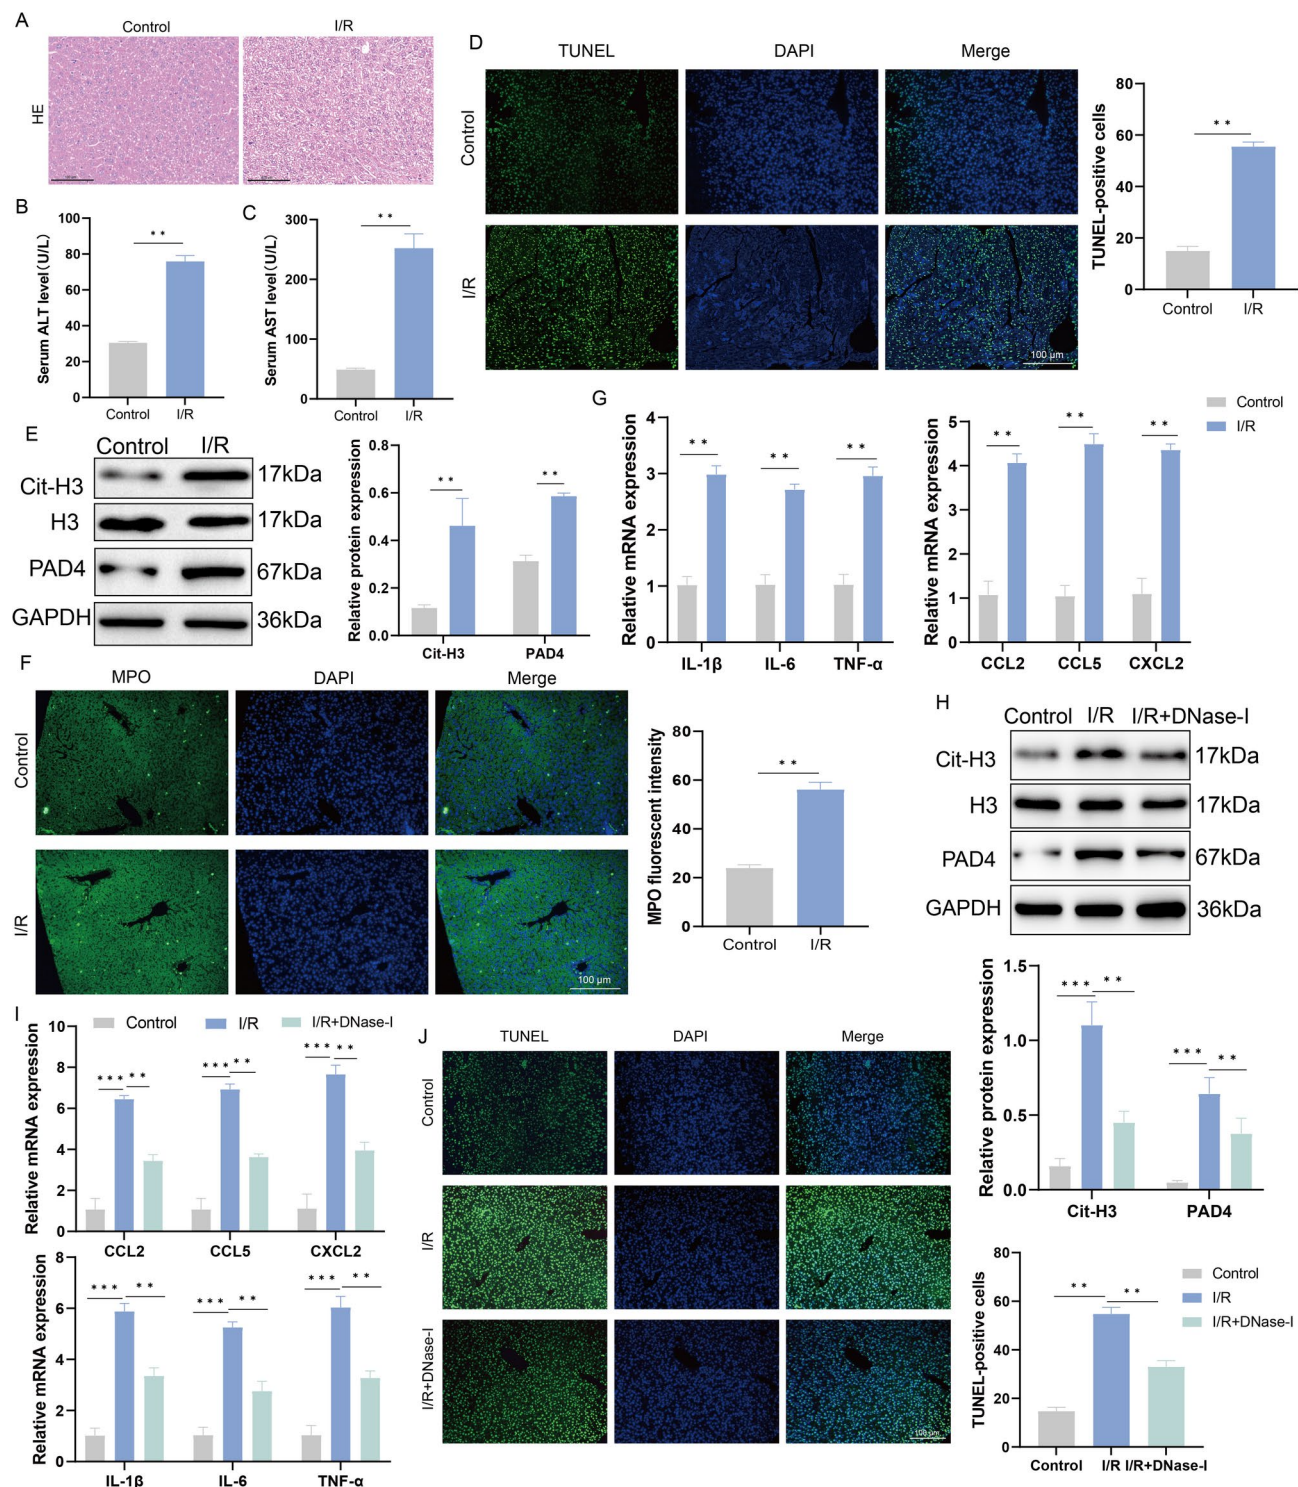 A
Control I/R
HE
B
Serum ALT level(U/L)
100
80
60
40
20
0
**
Control I/R
C
Serum AST level(U/L)
300
200
100
0
**
Control I/R
D
TUNEL DAPI Merge
Control
I/R
100 μm
TUNEL-positive cells
80
60
40
20
0
**
Control I/R
E
Control I/R
Cit-H3 17kDa
H3 17kDa
PAD4 67kDa
GAPDH 36kDa
Relative protein expression
0.8
0.6
0.4
0.2
0.0
** **
Cit-H3 PAD4
G
Relative mRNA expression
4
3
2
1
0
** ** **
IL-1β IL-6 TNF-α
Relative mRNA expression
5
4
3
2
1
0
** ** **
CCL2 CCL5 CXCL2
Control
I/R
F
MPO DAPI Merge
Control
I/R
100 μm
MPO fluorescent intensity
80
60
40
20
0
**
Control I/R
H
Control I/R I/R+DNase-I
Cit-H3 17kDa
H3 17kDa
PAD4 67kDa
GAPDH 36kDa
Relative protein expression
1.5
1.0
0.5
0.0
*** ** *** **
Cit-H3 PAD4
I
Control I/R I/R+DNase-I
Relative mRNA expression
10
8
6
4
2
0
*** ** *** ** *** **
CCL2 CCL5 CXCL2
Relative mRNA expression
8
6
4
2
0
*** ** *** ** *** **
IL-1β IL-6 TNF-α
J
TUNEL DAPI Merge
Control
I/R
I/R+DNase-I
100 μm
TUNEL-positive cells
80
60
40
20
0
** **
Control I/R I/R+DNase-I
Control
I/R
I/R+DNase-I